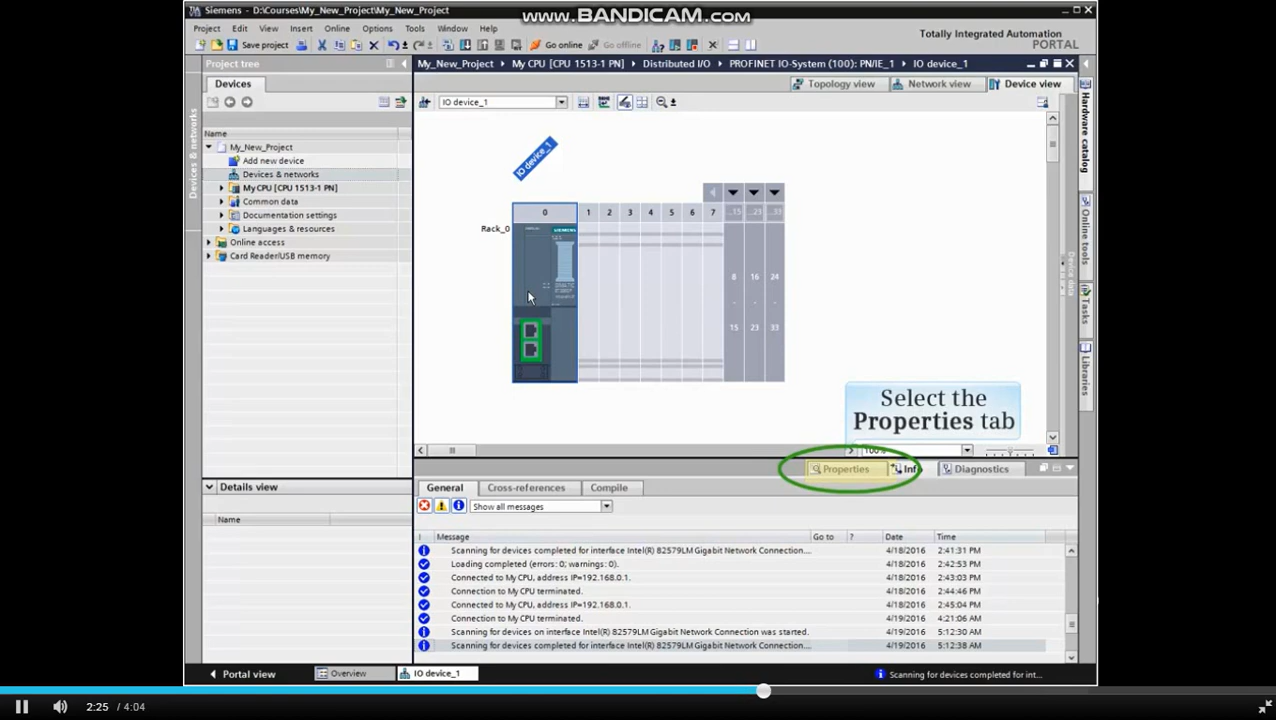 Siemens - D:\Courses\My_New_Project\My_New_Project
www.BANDICAM.com
Project Edit View Insert Online Options Tools Window Help
Totally Integrated Automation
PORTAL
Save project
Go online
Go offline
Project tree
My_New_Project
My CPU [CPU 1513-1 PN]
Distributed I/O
PROFINET IO-System (100): PN/IE_1
IO device_1
Devices
Topology view
Network view
Device view
IO device_1
Name
My_New_Project
Add new device
Devices & networks
My CPU [CPU 1513-1 PN]
Common data
Documentation settings
Languages & resources
Online access
Card Reader/USB memory
Devices & networks
IO device_1
...15 ...23 ...33
0 1 2 3 4 5 6 7
Rack_0
SIEMENS
8 16 24
- - -
15 23 33
Device data
Hardware catalog
Online tools
Tasks
Libraries
Select the
Properties tab
100%
Properties
Inf
Diagnostics
Details view
Name
General Cross-references Compile
Show all messages
! Message Go to ? Date Time
Scanning for devices completed for interface Intel(R) 82579LM Gigabit Network Connection.... 4/18/2016 2:41:31 PM
Loading completed (errors: 0; warnings: 0). 4/18/2016 2:42:53 PM
Connected to My CPU, address IP=192.168.0.1. 4/18/2016 2:43:03 PM
Connection to My CPU terminated. 4/18/2016 2:44:46 PM
Connected to My CPU, address IP=192.168.0.1. 4/18/2016 2:45:04 PM
Connection to My CPU terminated. 4/19/2016 4:21:06 AM
Scanning for devices on interface Intel(R) 82579LM Gigabit Network Connection was started. 4/19/2016 5:12:30 AM
Scanning for devices completed for interface Intel(R) 82579LM Gigabit Network Connection.... 4/19/2016 5:12:38 AM
Portal view
Overview
IO device_1
Scanning for devices completed for int...
2:25 / 4:04